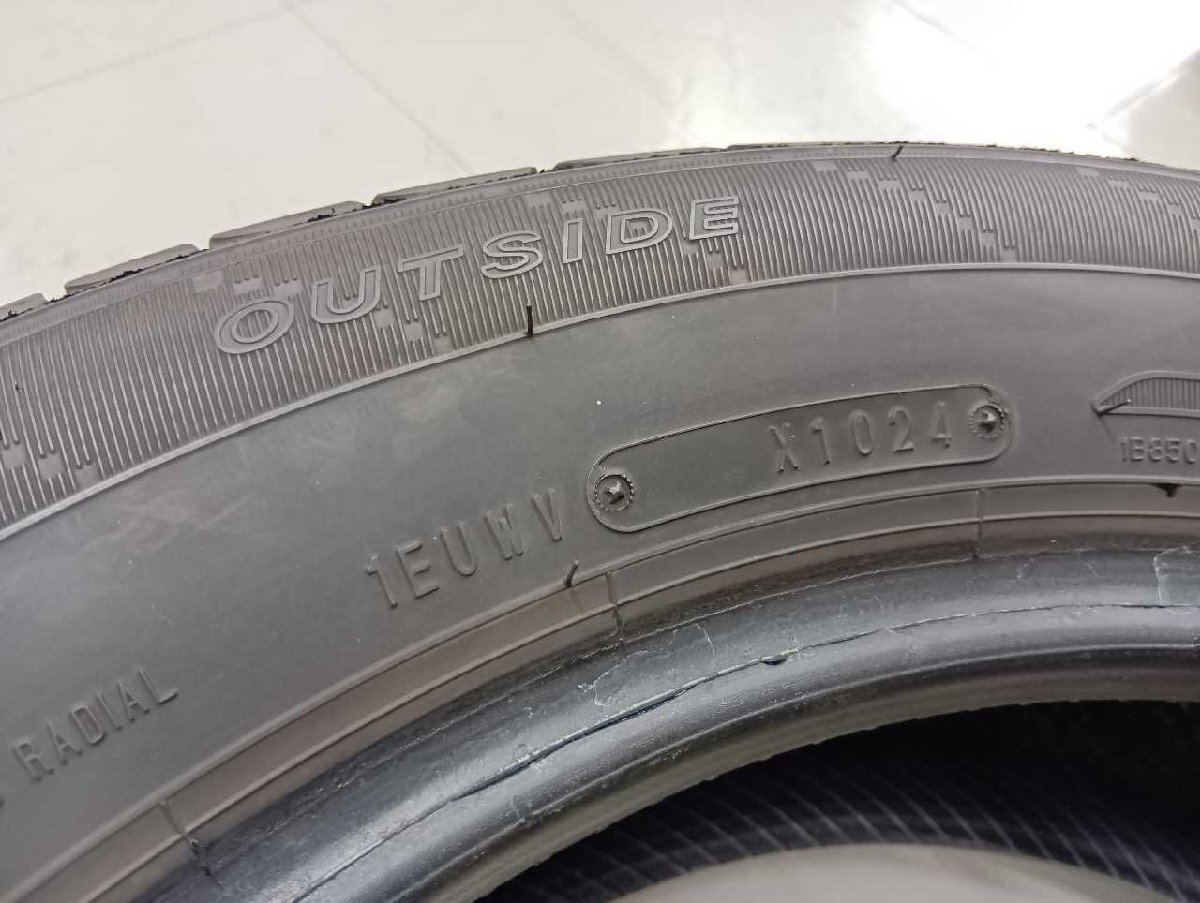 OUTSIDE
X1024
1EUWV
1B850
RADIAL